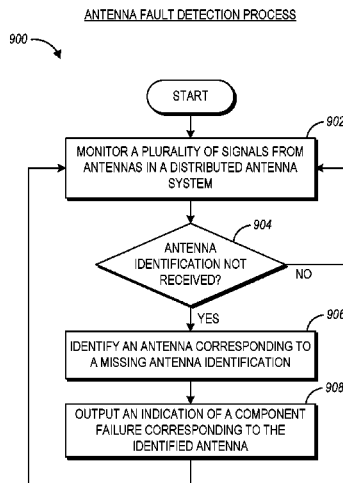 ANTENNA FAULT DETECTION PROCESS
900
START
902
MONITOR A PLURALITY OF SIGNALS FROM
ANTENNAS IN A DISTRIBUTED ANTENNA
SYSTEM
904
ANTENNA
IDENTIFICATION NOT
RECEIVED?
NO
YES
906
IDENTIFY AN ANTENNA CORRESPONDING TO
A MISSING ANTENNA IDENTIFICATION
908
OUTPUT AN INDICATION OF A COMPONENT
FAILURE CORRESPONDING TO THE
IDENTIFIED ANTENNA